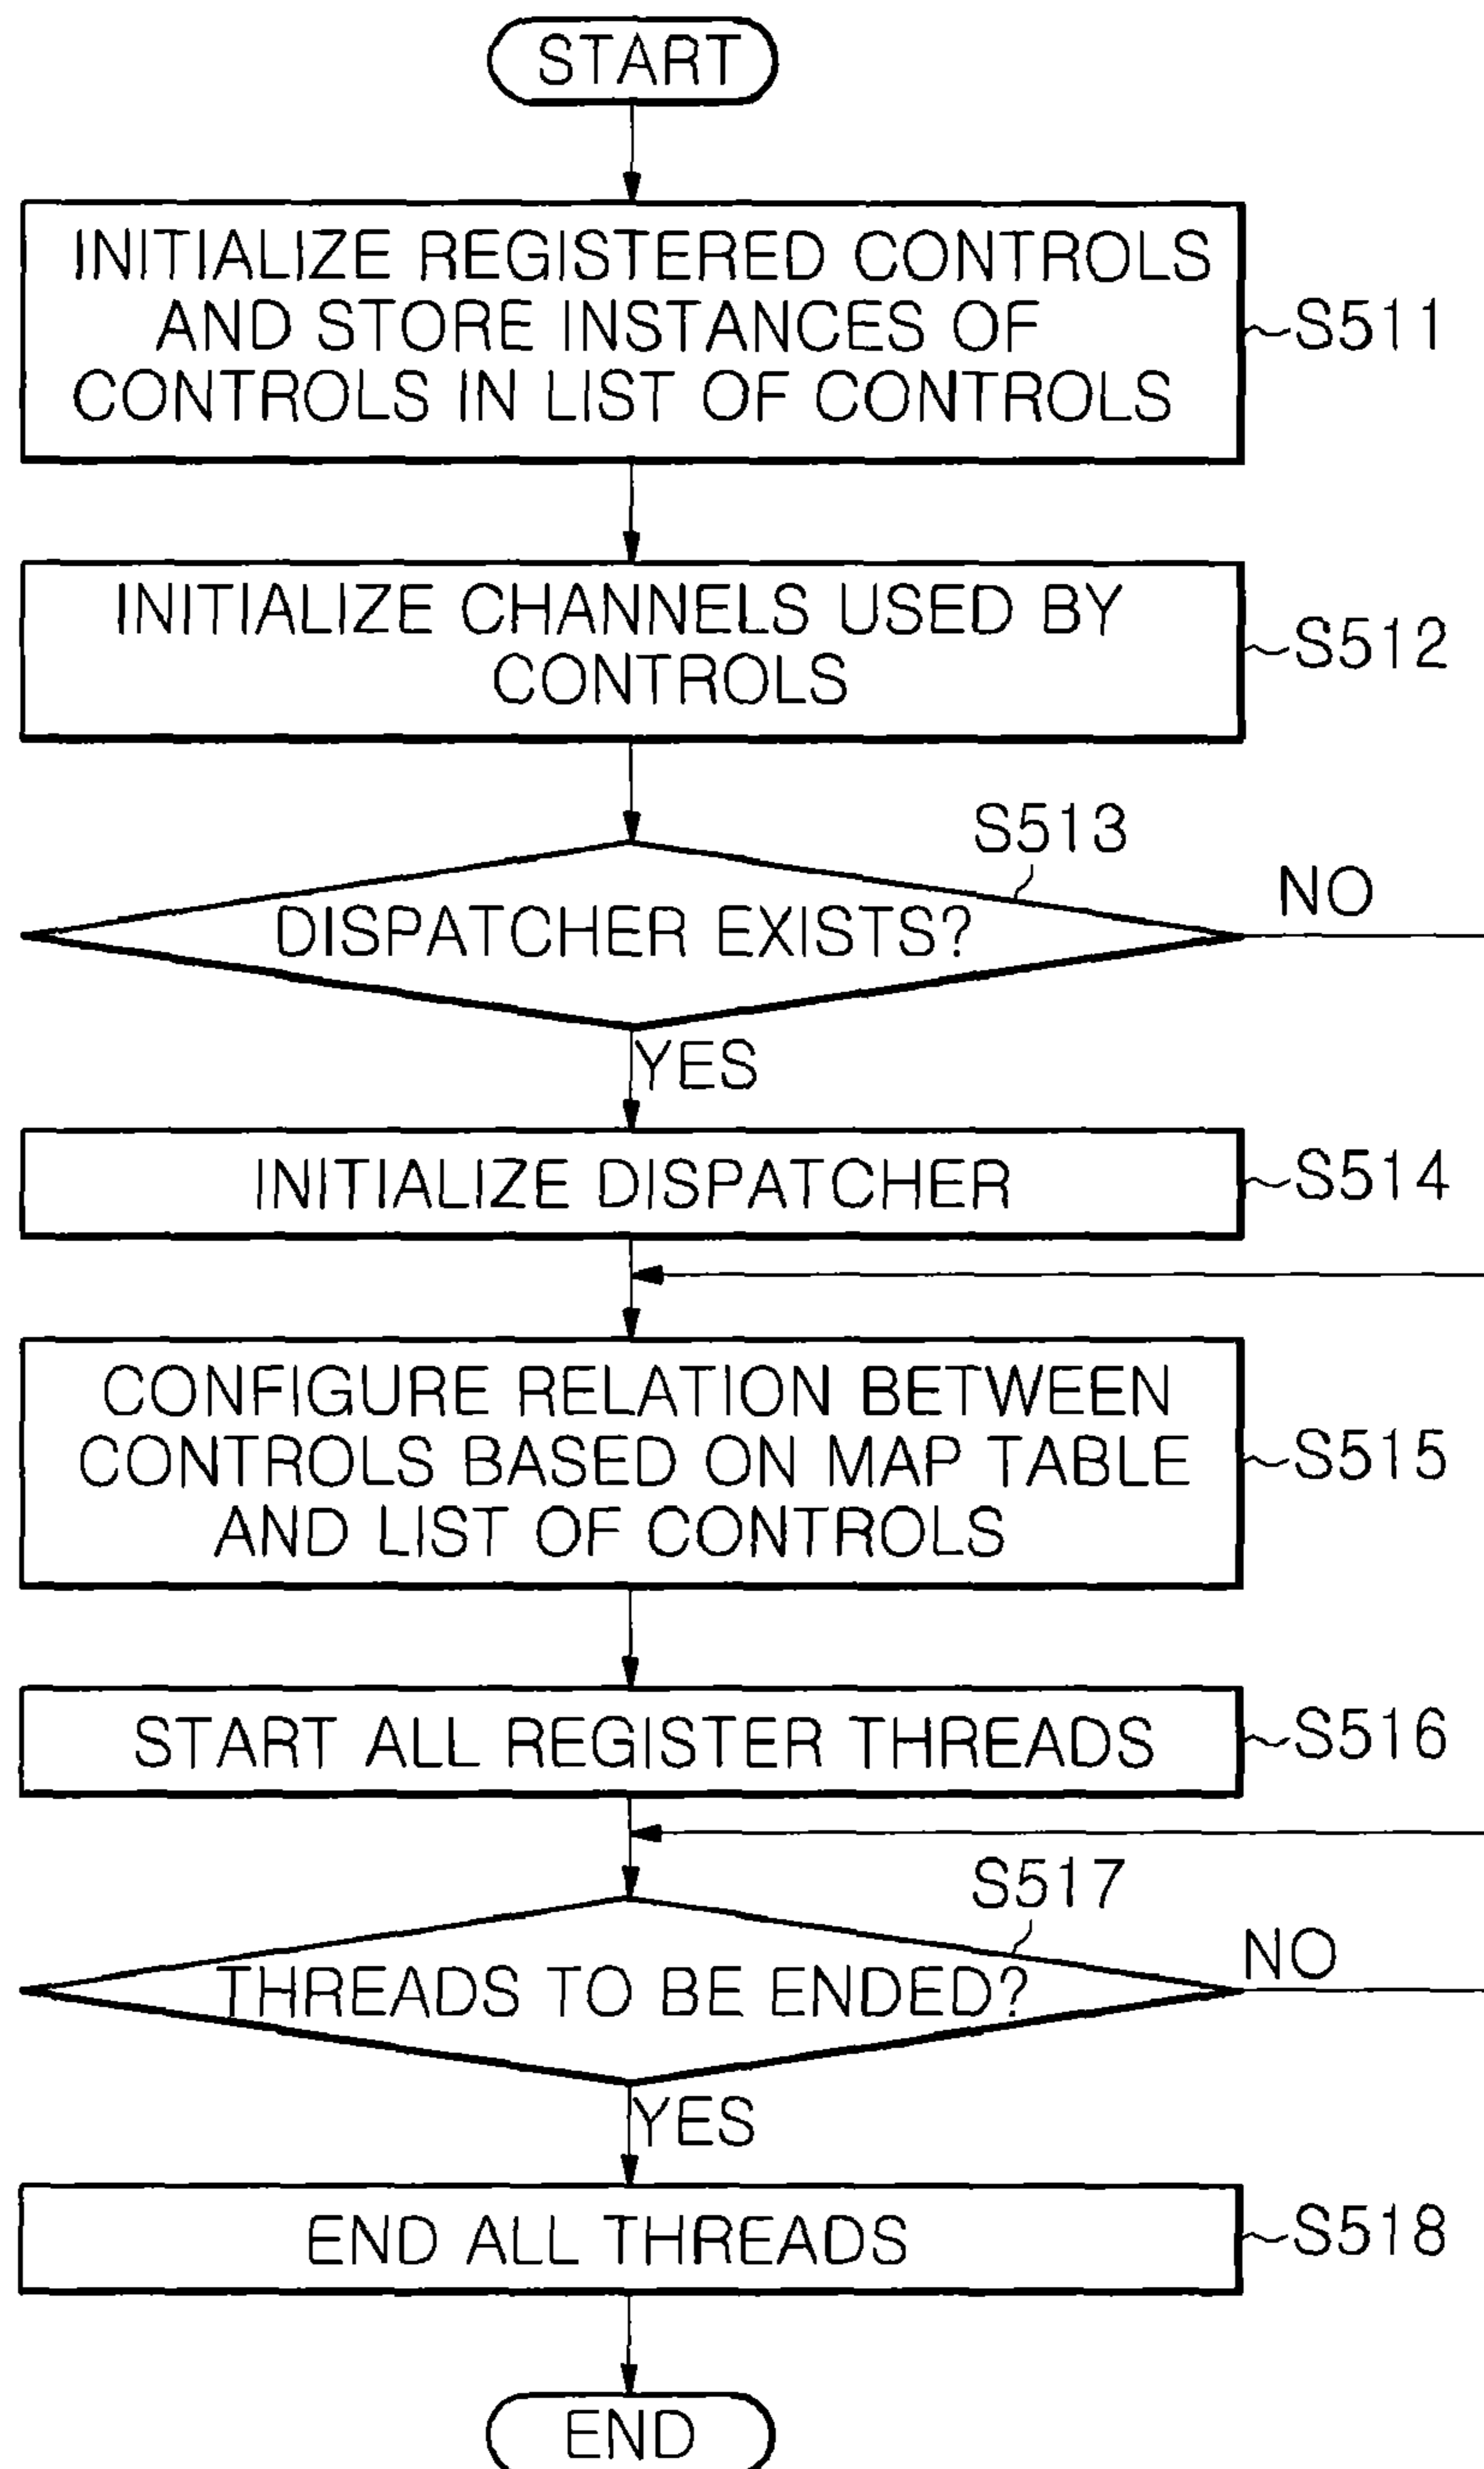 START
INITIALIZE REGISTERED CONTROLS
AND STORE INSTANCES OF
CONTROLS IN LIST OF CONTROLS
S511
INITIALIZE CHANNELS USED BY
CONTROLS
S512
S513
DISPATCHER EXISTS?
NO
YES
INITIALIZE DISPATCHER
S514
CONFIGURE RELATION BETWEEN
CONTROLS BASED ON MAP TABLE
AND LIST OF CONTROLS
S515
START ALL REGISTER THREADS
S516
S517
THREADS TO BE ENDED?
NO
YES
END ALL THREADS
S518
END